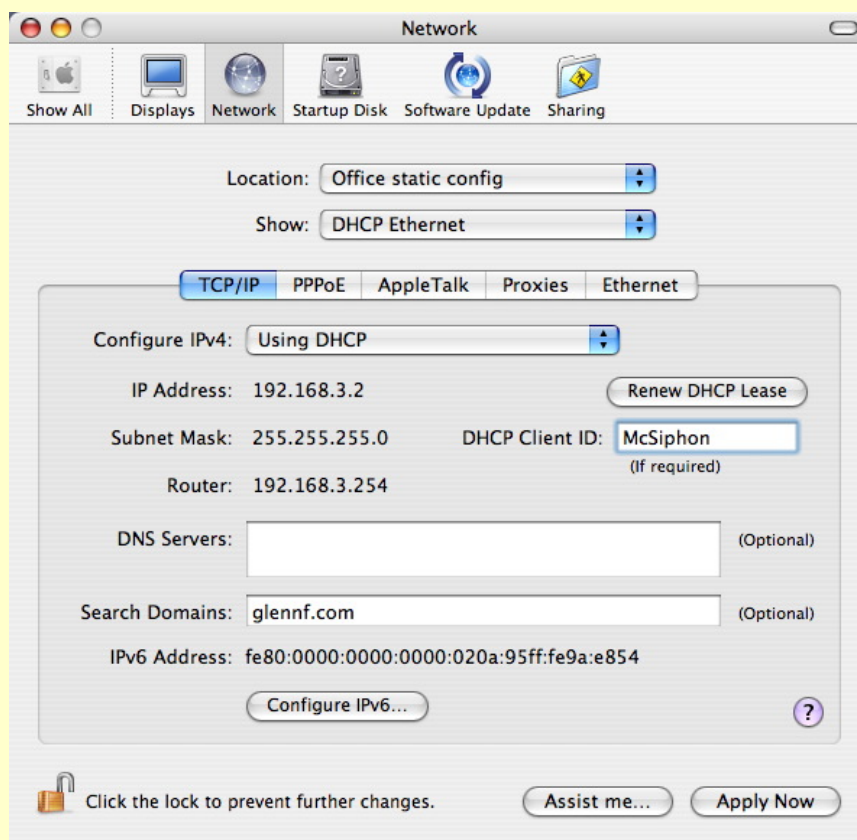 Network
Show All Displays Network Startup Disk Software Update Sharing
Location: Office static config
Show: DHCP Ethernet
TCP/IP PPPoE AppleTalk Proxies Ethernet
Configure IPv4: Using DHCP
IP Address: 192.168.3.2 Renew DHCP Lease
Subnet Mask: 255.255.255.0 DHCP Client ID: McSiphon
(If required)
Router: 192.168.3.254
DNS Servers: (Optional)
Search Domains: glennf.com (Optional)
IPv6 Address: fe80:0000:0000:0000:020a:95ff:fe9a:e854
Configure IPv6...
?
Click the lock to prevent further changes. Assist me... Apply Now